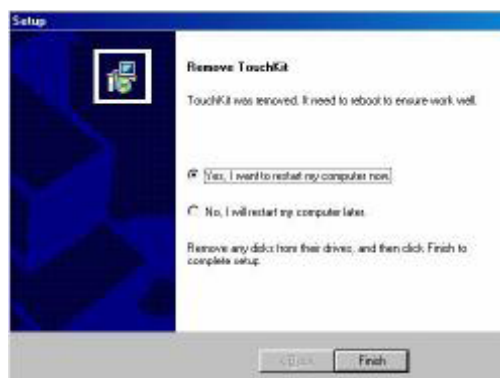 Setup
Remove TouchKit
TouchKit was removed. It need to reboot to ensure work well.
Yes, I want to restart my computer now.
No, I will restart my computer later.
Remove any disks from their drives, and then click Finish to
complete setup.
< Back
Finish